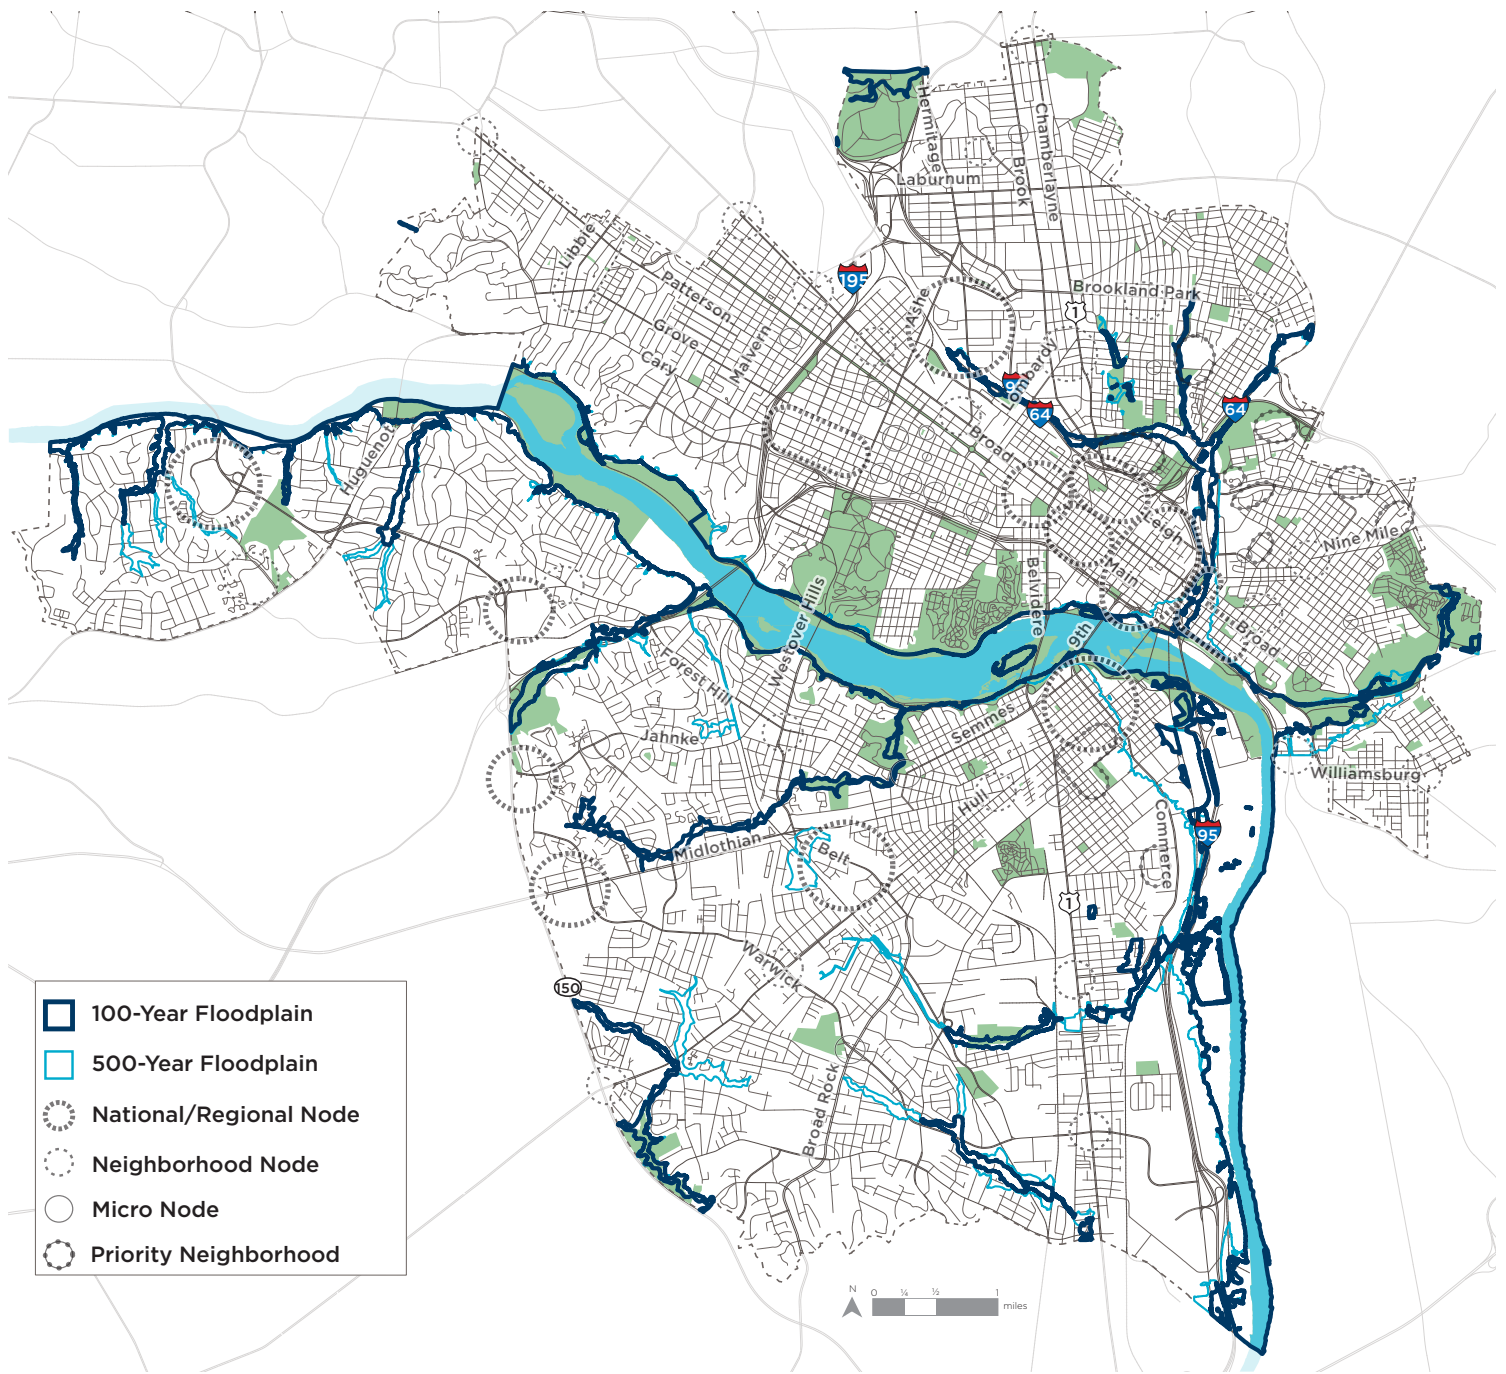 Hermitage
Chamberlayne
Brook
Laburnum
Libbie
195
Patterson
Ashe
Brookland Park
1
Grove
Malvern
Cary
Lombardy
64
64
Broad
Huguenot
Leigh
Nine Mile
Main
Belvidere
Westover Hills
9th
Broad
Forest Hill
Jahnke
Semmes
Williamsburg
Hull
Commerce
95
Midlothian
Belt
1
Warwick
150
Broad Rock
100-Year Floodplain
500-Year Floodplain
National/Regional Node
Neighborhood Node
Micro Node
Priority Neighborhood
N
0 ¼ ½ 1
miles